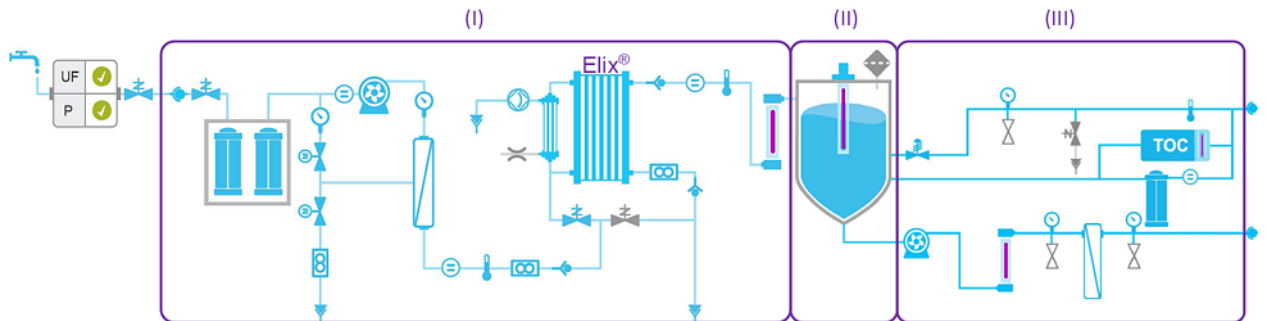 (I)
(II)
(III)
UF
P
Elix®
TOC